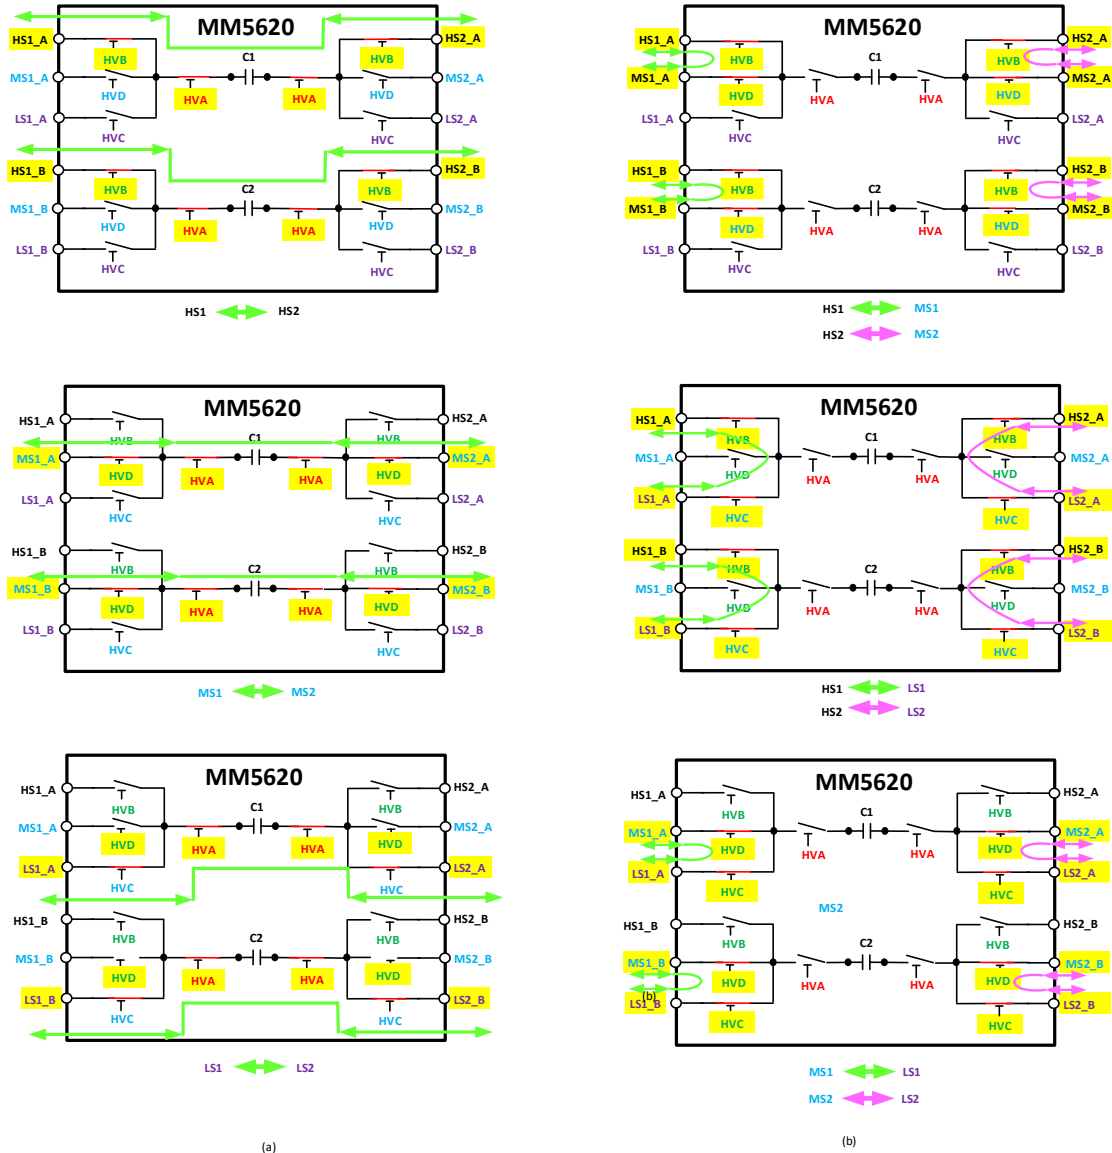 MM5620
HS1_A
HS2_A
HVB
C1
HVB
MS1_A
MS2_A
HVD
HVA
HVA
HVD
LS1_A
LS2_A
HVC
HVC
HS1_B
HS2_B
HVB
C2
HVB
MS1_B
MS2_B
HVD
HVA
HVA
HVD
LS1_B
LS2_B
HVC
HVC
HS1 HS2
MM5620
HS1_A
HS2_A
HVB
C1
HVB
MS1_A
MS2_A
HVD
HVA
HVA
HVD
LS1_A
LS2_A
HVC
HVC
HS1_B
HS2_B
HVB
C2
HVB
MS1_B
MS2_B
HVD
HVA
HVA
HVD
LS1_B
LS2_B
HVC
HVC
MS1 MS2
MM5620
HS1_A
HS2_A
HVB
C1
HVB
MS1_A
MS2_A
HVD
HVA
HVA
HVD
LS1_A
LS2_A
HVC
HVC
HS1_B
HS2_B
HVB
C2
HVB
MS1_B
MS2_B
HVD
HVA
HVA
HVD
LS1_B
LS2_B
HVC
HVC
LS1 LS2
(a)
MM5620
HS1_A
HS2_A
HVB
C1
HVB
MS1_A
MS2_A
HVD
HVA
HVA
HVD
LS1_A
LS2_A
HVC
HVC
HS1_B
HS2_B
HVB
C2
HVB
MS1_B
MS2_B
HVD
HVA
HVA
HVD
LS1_B
LS2_B
HVC
HVC
HS1 MS1
HS2 MS2
MM5620
HS1_A
HS2_A
HVB
C1
HVB
MS1_A
MS2_A
HVD
HVA
HVA
HVD
LS1_A
LS2_A
HVC
HVC
HS1_B
HS2_B
HVB
C2
HVB
MS1_B
MS2_B
HVD
HVA
HVA
HVD
LS1_B
LS2_B
HVC
HVC
HS1 LS1
HS2 LS2
MM5620
HS1_A
HS2_A
HVB
C1
HVB
MS1_A
MS2_A
HVD
HVA
HVA
HVD
LS1_A
LS2_A
HVC
HVC
MS2
HS1_B
HS2_B
HVB
C2
HVB
MS1_B
MS2_B
HVD
HVA
HVA
HVD
(b)
LS1_B
LS2_B
HVC
HVC
MS1 LS1
MS2 LS2
(b)